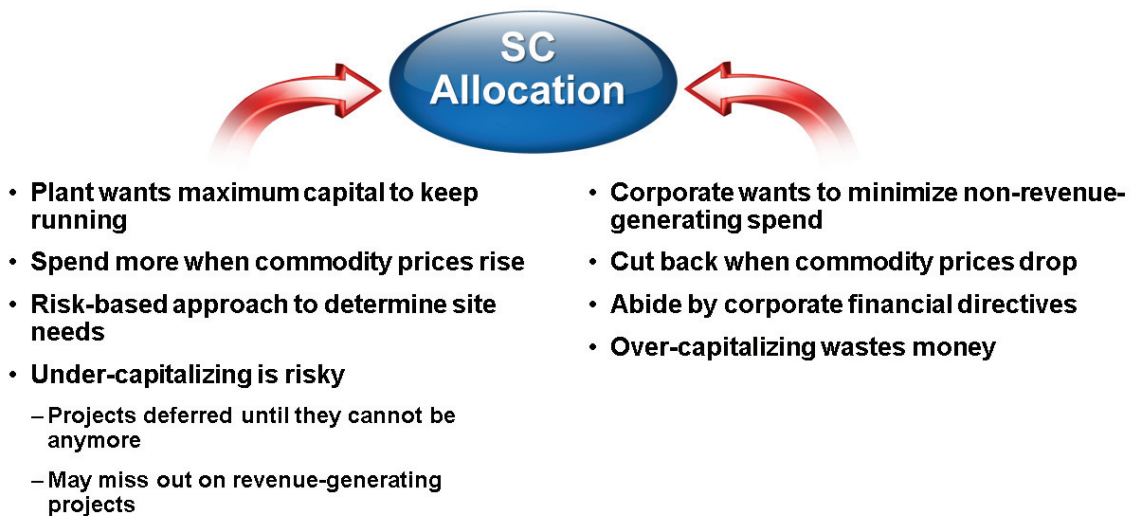 SC
Allocation
• Plant wants maximum capital to keep
running
• Spend more when commodity prices rise
• Risk-based approach to determine site
needs
• Under-capitalizing is risky
– Projects deferred until they cannot be
anymore
– May miss out on revenue-generating
projects
• Corporate wants to minimize non-revenue-
generating spend
• Cut back when commodity prices drop
• Abide by corporate financial directives
• Over-capitalizing wastes money